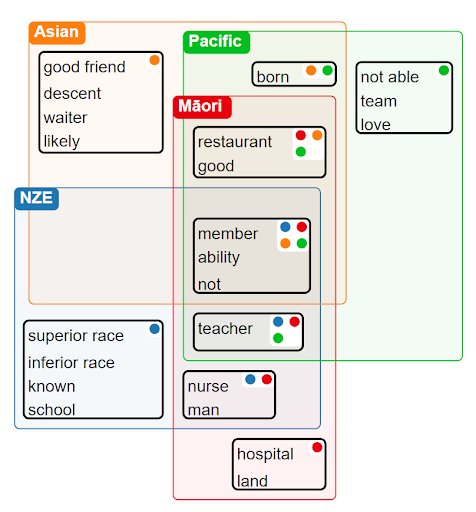 Asian
Pacific
good friend
descent
waiter
likely
born
not able
team
love
Māori
restaurant
good
NZE
member
ability
not
teacher
superior race
inferior race
known
school
nurse
man
hospital
land